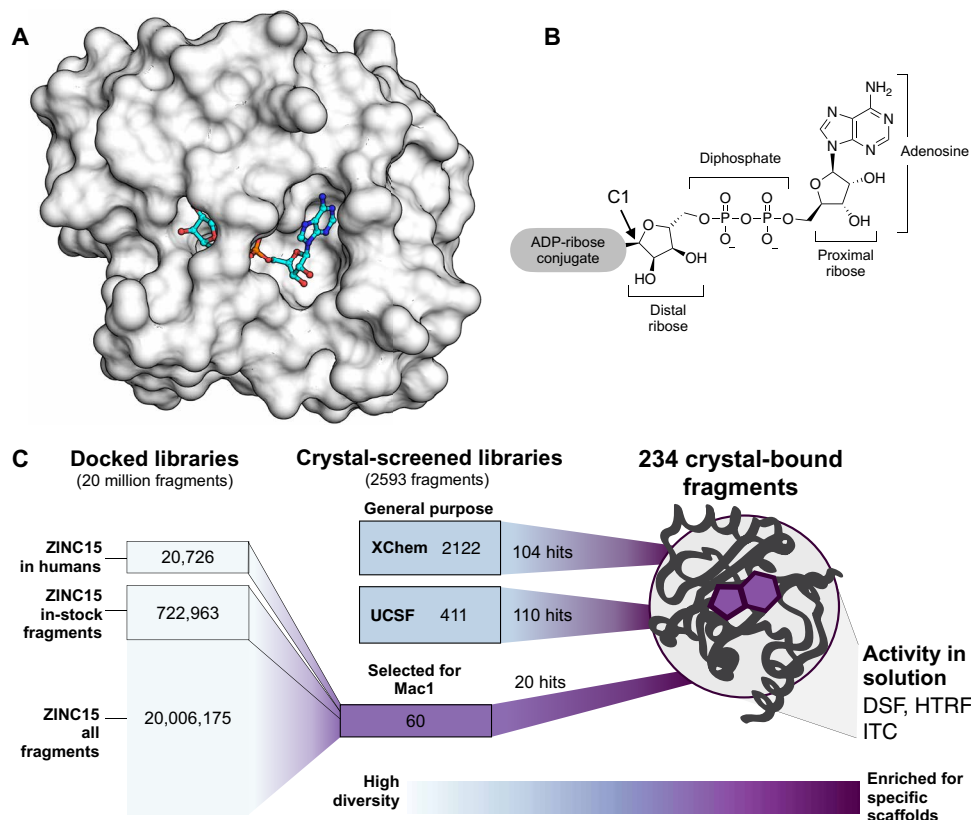 A
B
NH2
N
N
N
N
Adenosine
Diphosphate
O
O
O
OH
C1
O
P
O
P
O
OH
O
O−
O−
ADP-ribose
conjugate
Proximal
ribose
OH
HO
Distal
ribose
C
Docked libraries
(20 million fragments)
Crystal-screened libraries
(2593 fragments)
234 crystal-bound
fragments
General purpose
ZINC15
in humans
20,726
XChem 2122
104 hits
ZINC15
in-stock
fragments
722,963
UCSF 411
110 hits
Selected for
Mac1
20 hits
60
ZINC15
all
fragments
20,006,175
Activity in
solution
DSF, HTRF
ITC
High
diversity
Enriched for
specific
scaffolds